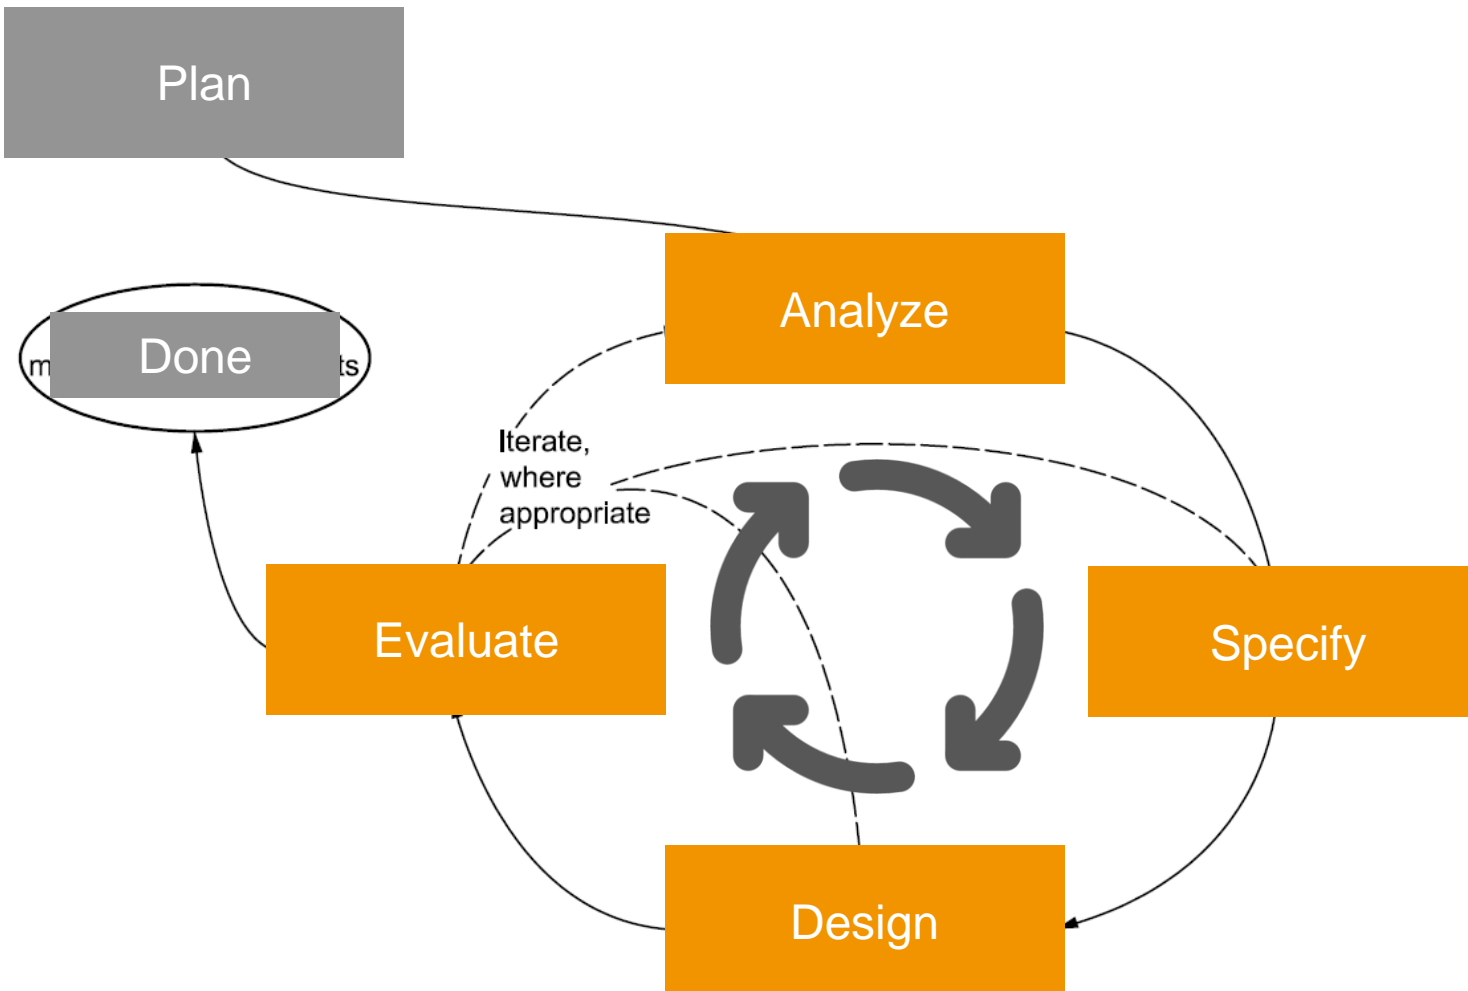 Plan
Analyze
Done
Iterate,
where
appropriate
Evaluate
Specify
Design